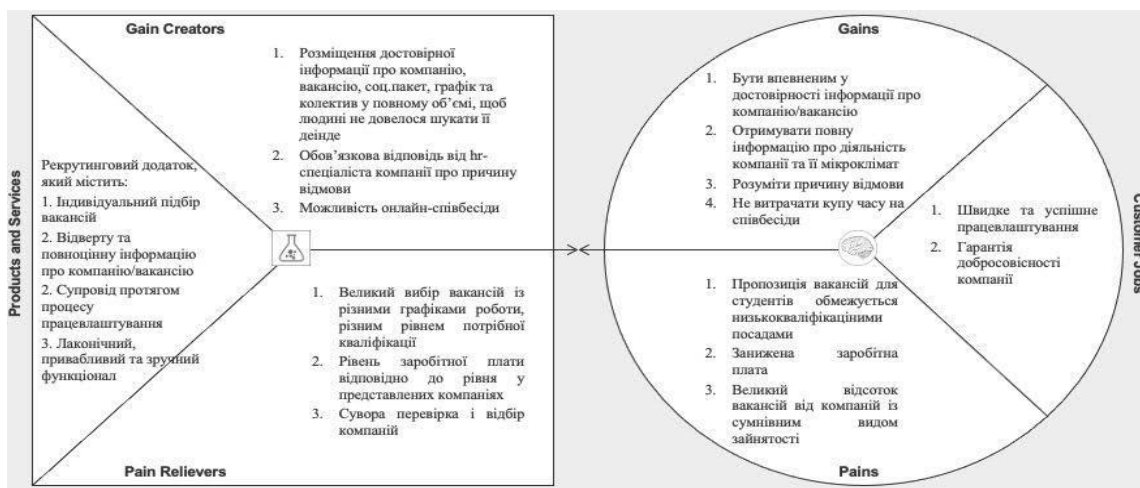 Gain Creators
1. Розміщення достовірної
інформації про компанію,
вакансію, соц.пакет, графік та
колектив у повному об’ємі, щоб
людині не довелося шукати її
деінде
2. Обов’язкова відповідь від hr-
спеціаліста компанії про причину
відмови
3. Можливість онлайн-співбесіди
Products and Services
Рекрутинговий додаток,
який містить:
1. Індивідуальний підбір
вакансій
2. Відверту та
повноцінну інформацію
про компанію/вакансію
2. Супровід протягом
процесу
працевлаштування
3. Лаконічний,
привабливий та зручний
функціонал
1. Великий вибір вакансій із
різними графіками роботи,
різним рівнем потрібної
кваліфікації
2. Рівень заробітної плати
відповідно до рівня у
представлених компаніях
3. Сувора перевірка і відбір
компаній
Pain Relievers
Gains
1. Бути впевненим у
достовірності інформації про
компанію/вакансію
2. Отримувати повну
інформацію про діяльність
компанії та її мікроклімат
3. Розуміти причину відмови
4. Не витрачати купу часу на
співбесіди
1. Швидке та успішне
працевлаштування
2. Гарантія
добросовісності
компанії
Customer Jobs
1. Пропозиція вакансій для
студентів обмежується
низькокваліфікаціними
посадами
2. Занижена заробітна
плата
3. Великий відсоток
вакансій від компаній із
сумнівним видом
зайнятості
Pains